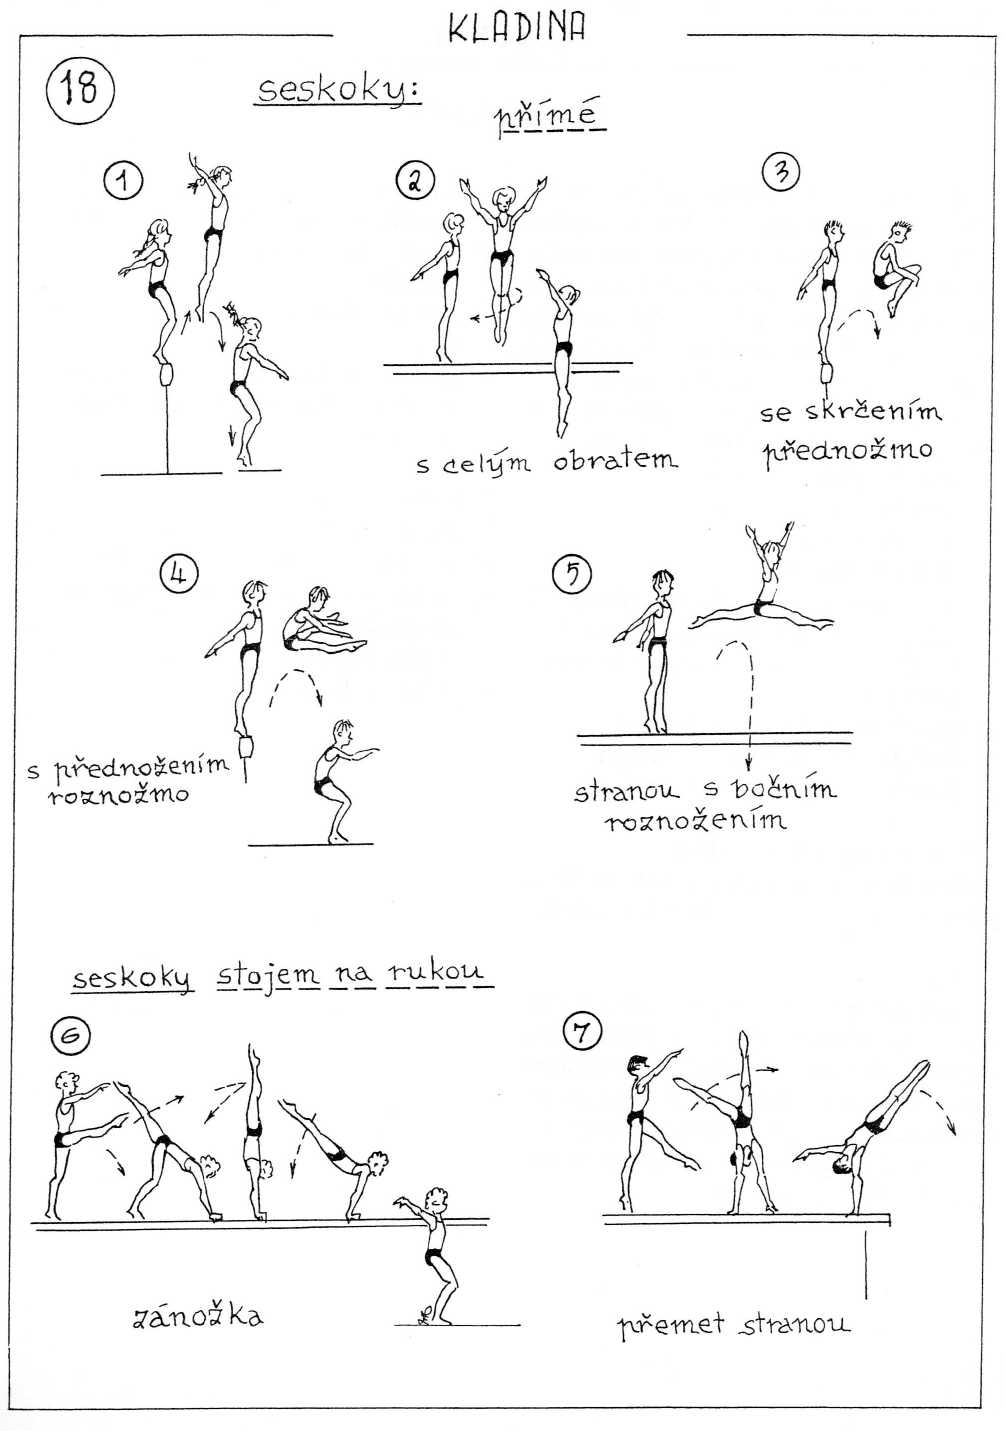 KLADINA
18
seskoky:
přímé
1
2
3
s celým obratem
se skrčením
přednožmo
4
5
s přednožením
roznožmo
stranou s bočním
roznožením
seskoky stojem na rukou
6
7
zánožka
přemet stranou